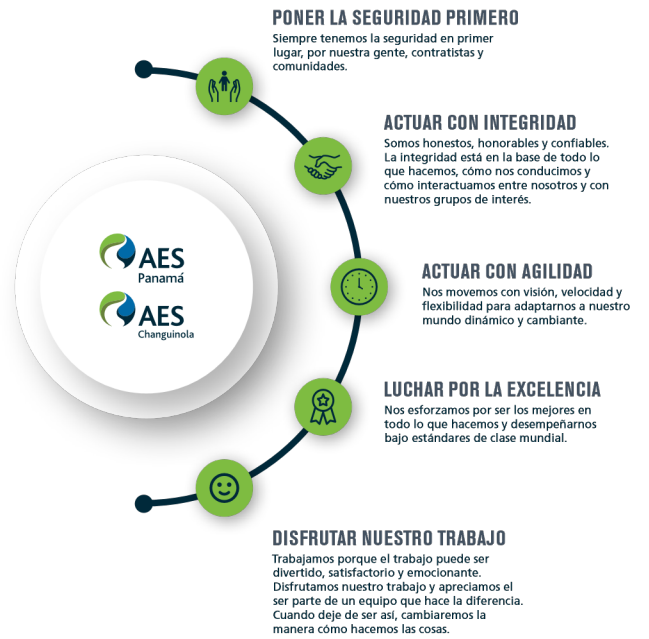 PONER LA SEGURIDAD PRIMERO
Siempre tenemos la seguridad en primer
lugar, por nuestra gente, contratistas y
comunidades.
ACTUAR CON INTEGRIDAD
Somos honestos, honorables y confiables.
La integridad está en la base de todo lo
que hacemos, cómo nos conducimos y
cómo interactuamos entre nosotros y con
nuestros grupos de interés.
AES
Panamá
AES
Changuinola
ACTUAR CON AGILIDAD
Nos movemos con visión, velocidad y
flexibilidad para adaptarnos a nuestro
mundo dinámico y cambiante.
LUCHAR POR LA EXCELENCIA
Nos esforzamos por ser los mejores en
todo lo que hacemos y desempeñarnos
bajo estándares de clase mundial.
DISFRUTAR NUESTRO TRABAJO
Trabajamos porque el trabajo puede ser
divertido, satisfactorio y emocionante.
Disfrutamos nuestro trabajo y apreciamos el
ser parte de un equipo que hace la diferencia.
Cuando deje de ser así, cambiaremos la
manera cómo hacemos las cosas.